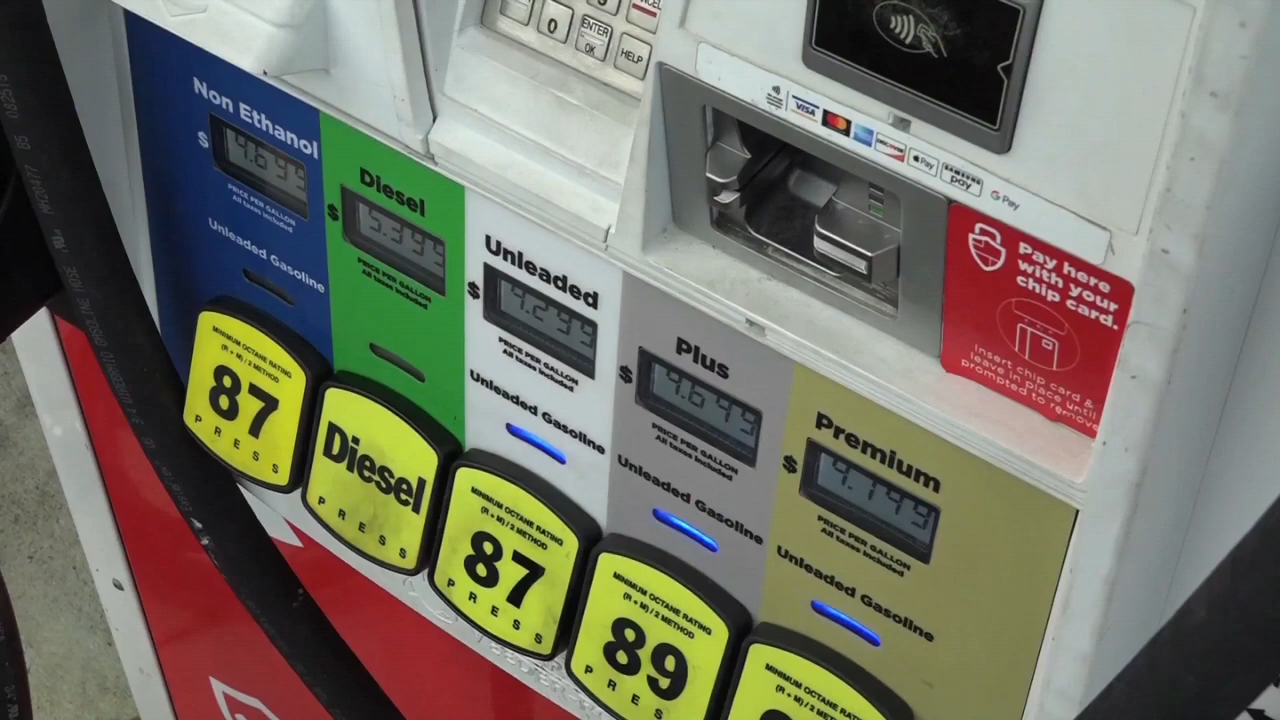 0
ENTER
OK
HELP
VISA
DISCOVER
Pay
SAMSUNG
pay
G Pay
Pay here
with your
chip card.
Insert chip card &
leave in place until
prompted to remove
Non Ethanol
$ 4.699
PRICE PER GALLON
All taxes included
Unleaded Gasoline
MINIMUM OCTANE RATING
(R + M) / 2 METHOD
87
PRESS
Diesel
$ 5.399
PRICE PER GALLON
All taxes included
Diesel
PRESS
Unleaded
$ 4.299
PRICE PER GALLON
All taxes included
Unleaded Gasoline
MINIMUM OCTANE RATING
(R + M) / 2 METHOD
87
PRESS
Plus
$ 4.649
PRICE PER GALLON
All taxes included
Unleaded Gasoline
MINIMUM OCTANE RATING
(R + M) / 2 METHOD
89
PRESS
Premium
$
PRICE PER GALLON
All taxes included
Unleaded Gasoline
MINIMUM OCTANE RATING
(R + M) / 2 METHOD